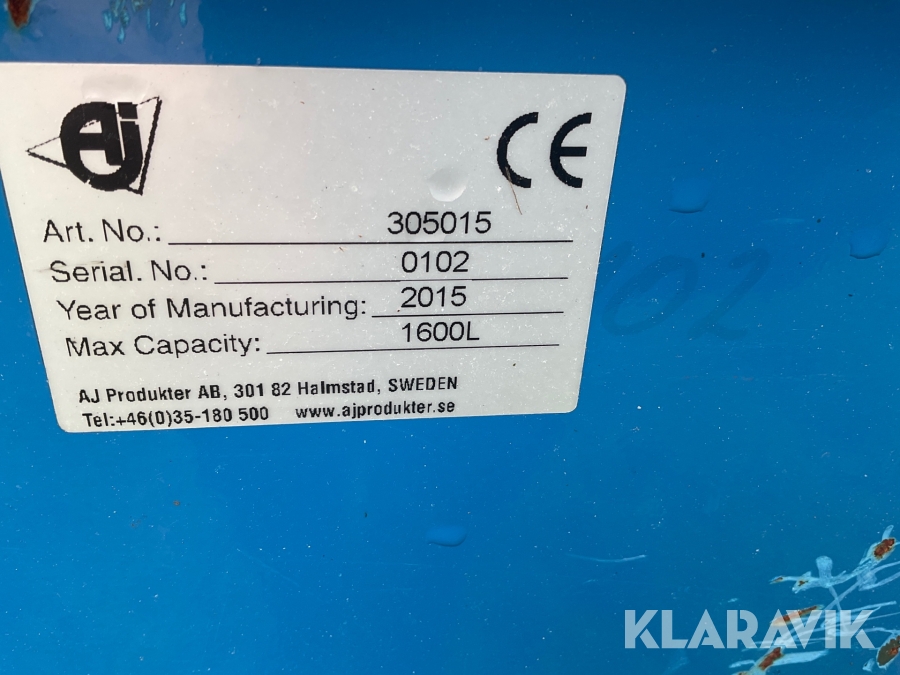 Aj
CE
Art. No.: 305015
Serial. No.: 0102
Year of Manufacturing: 2015
Max Capacity: 1600L
AJ Produkter AB, 301 82 Halmstad, SWEDEN
Tel:+46(0)35-180 500 www.ajprodukter.se
102
KLARAVIK